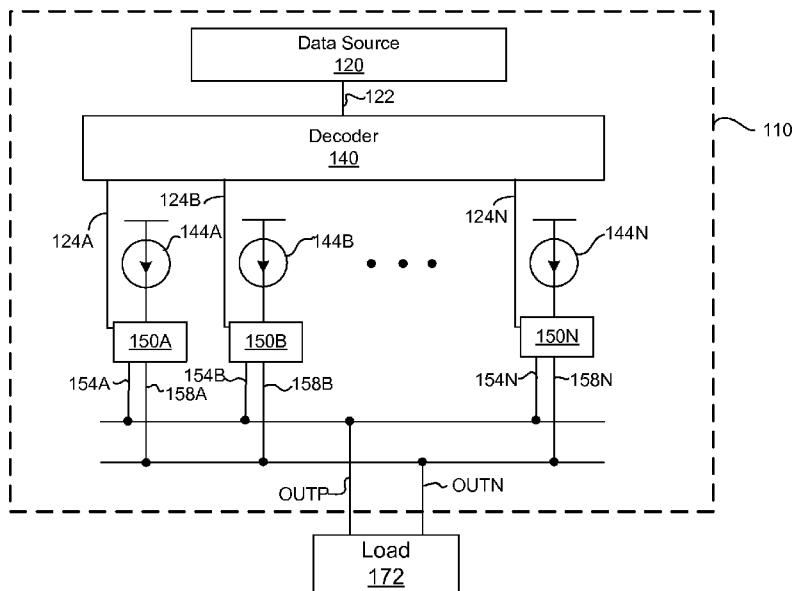 Data Source
120
122
110
Decoder
140
124A
124B
124N
144A
144B
144N
150A
150B
150N
154A
158A
154B
158B
154N
158N
OUTP
OUTN
Load
172